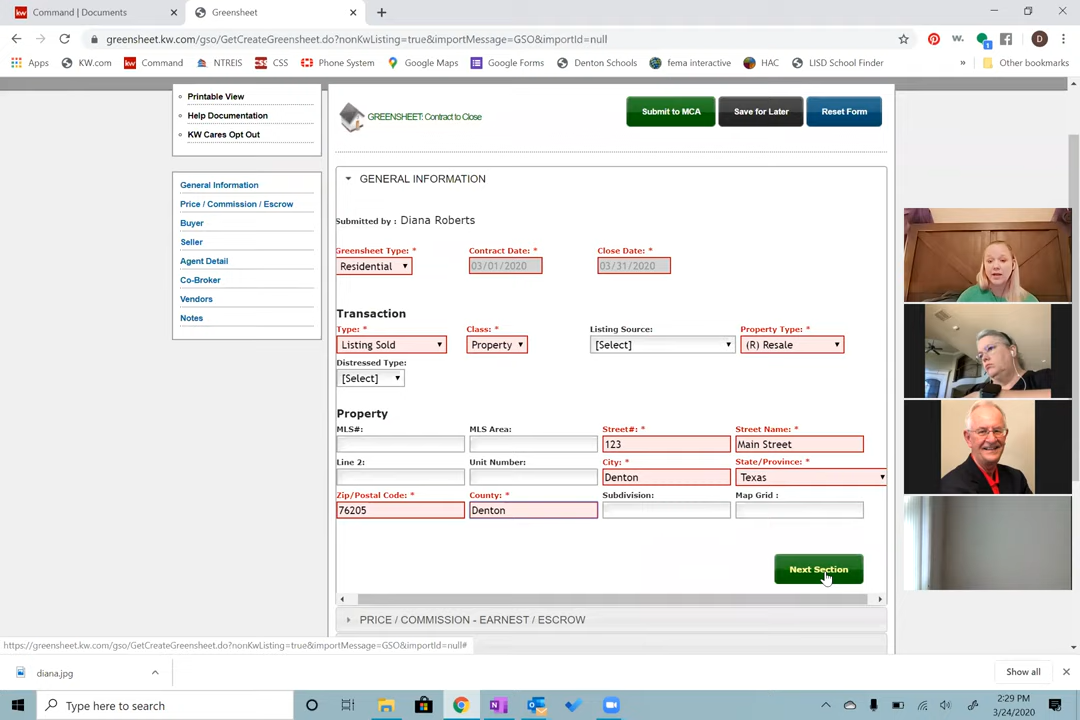 Command | Documents
Greensheet
greensheet.kw.com/gso/GetCreateGreensheet.do?nonKwListing=true&importMessage=GSO&importId=null
Apps KW.com Command NTREIS CSS Phone System Google Maps Google Forms Denton Schools fema interactive HAC LISD School Finder » Other bookmarks
Printable View
Help Documentation
KW Cares Opt Out
General Information
Price / Commission / Escrow
Buyer
Seller
Agent Detail
Co-Broker
Vendors
Notes
GREENSHEET: Contract to Close
Submit to MCA
Save for Later
Reset Form
GENERAL INFORMATION
Submitted by : Diana Roberts
Greensheet Type: * Contract Date: * Close Date: *
Residential 03/01/2020 03/31/2020
Transaction
Type: * Class: * Listing Source: Property Type: *
Listing Sold Property [Select] (R) Resale
Distressed Type:
[Select]
Property
MLS#: MLS Area: Street#: * Street Name: *
123 Main Street
Line 2: Unit Number: City: * State/Province: *
Denton Texas
Zip/Postal Code: * County: * Subdivision: Map Grid :
76205 Denton
Next Section
PRICE / COMMISSION - EARNEST / ESCROW
https://greensheet.kw.com/gso/GetCreateGreensheet.do?nonKwListing=true&importMessage=GSO&importId=null#
diana.jpg
Show all
Type here to search
2:29 PM
3/24/2020